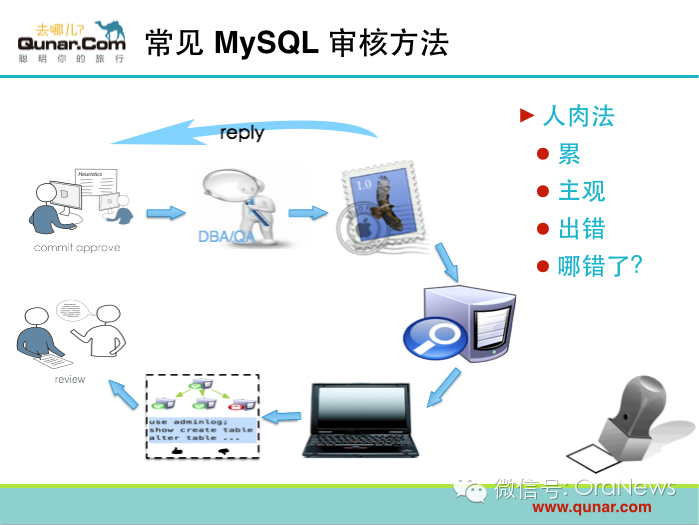 去哪儿?
Qunar.Com
聪明你的旅行
常见 MySQL 审核方法
reply
Heuristics
1.0
commit approve
DBA/QA
人肉法
累
主观
出错
哪错了?
review
use adminlog;
show create table
alter table ...
微信号: OraNews
www.qunar.com